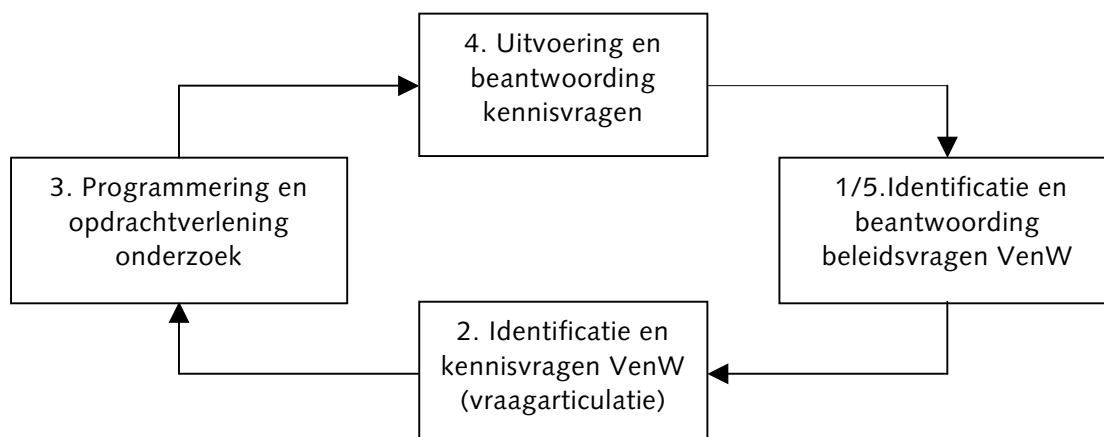 4. Uitvoering en
beantwoording
kennisvragen
3. Programmering en
opdrachtverlening
onderzoek
1/5.Identificatie en
beantwoording
beleidsvragen VenW
2. Identificatie en
kennisvragen VenW
(vraagarticulatie)